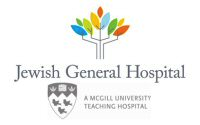 Jewish General Hospital
A MCGILL UNIVERSITY
TEACHING HOSPITAL